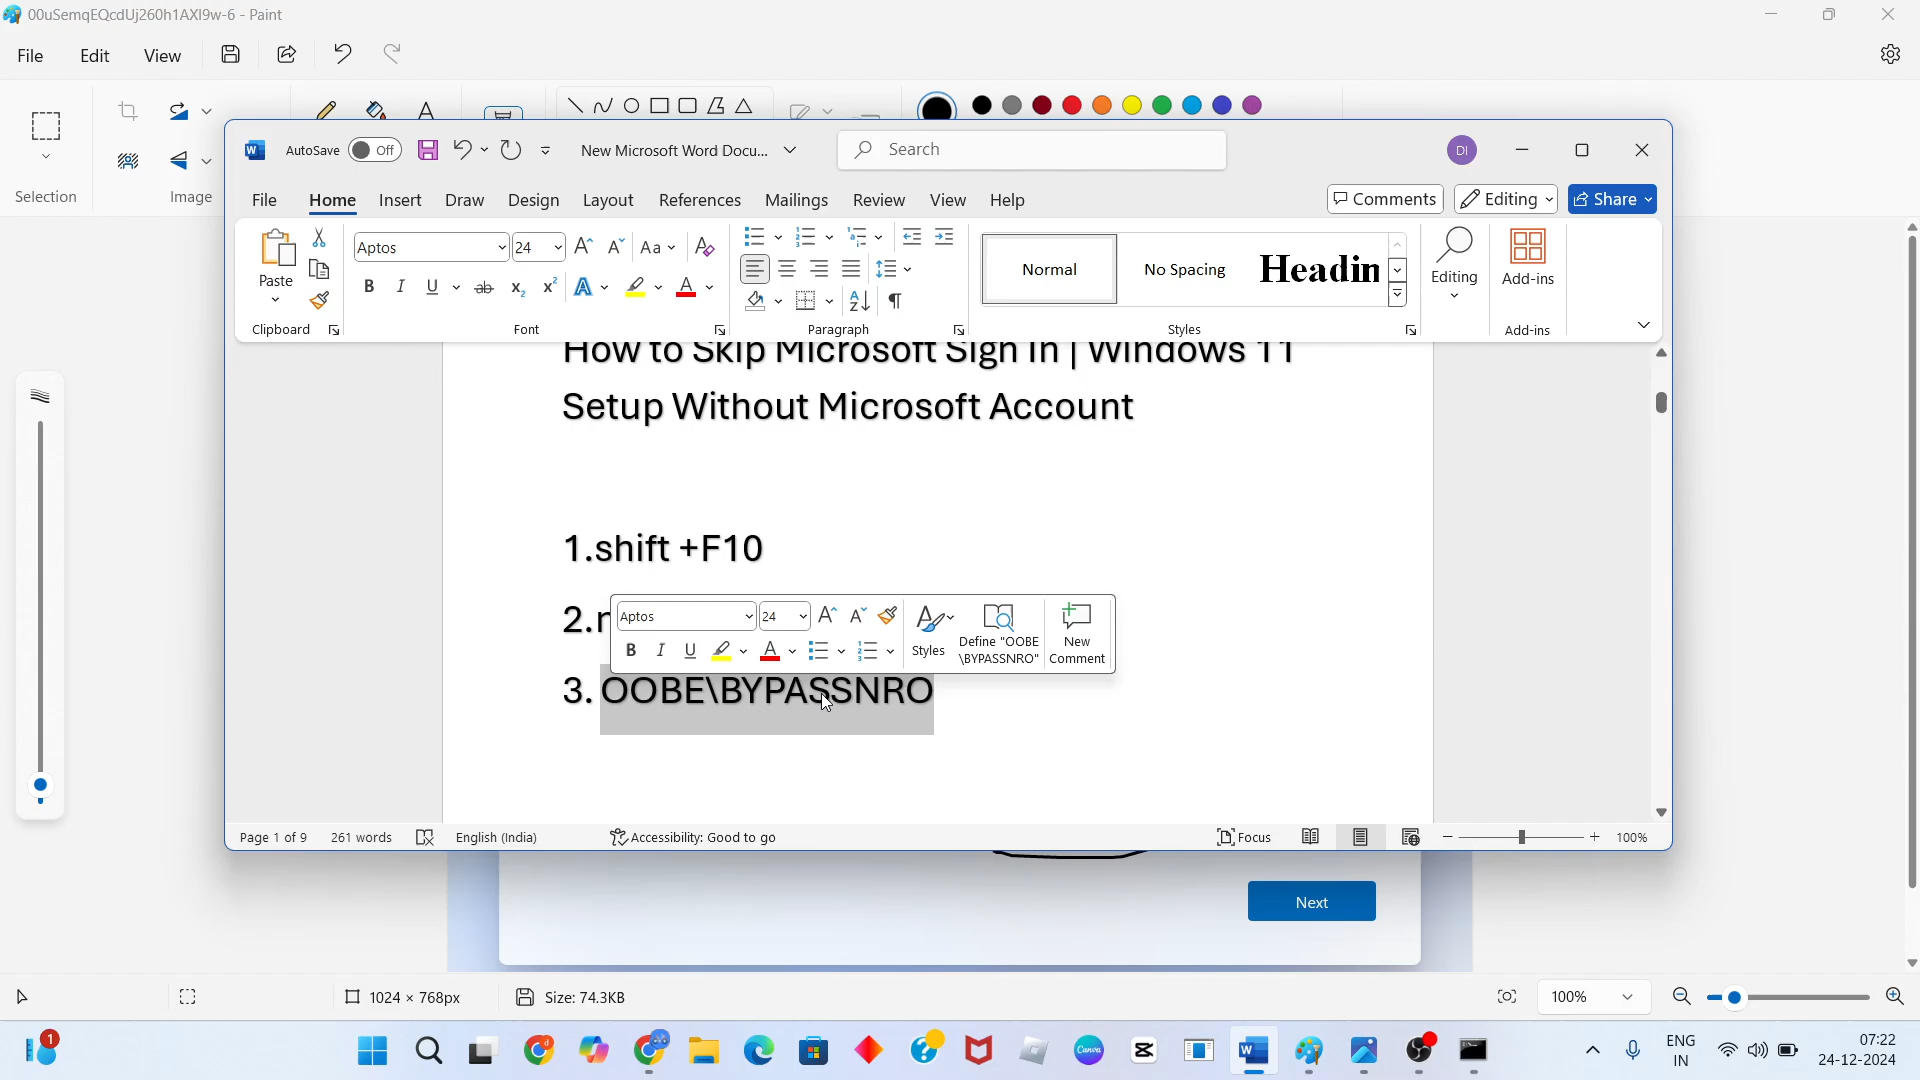 00uSemqEQcdUj260h1AXI9w-6 - Paint
File Edit View
Selection
Image
AutoSave Off
New Microsoft Word Docu...
Search
DI
File Home Insert Draw Design Layout References Mailings Review View Help
Comments Editing Share
Paste
Clipboard
Aptos 24
Font
Paragraph
Normal
No Spacing
Headin
Styles
Editing
Add-ins
Add-ins
How to Skip Microsoft Sign In | Windows 11
Setup Without Microsoft Account
1.shift +F10
2.
Aptos 24
Styles
Define "OOBE
\BYPASSNRO"
New
Comment
3. OOBE\BYPASSNRO
Page 1 of 9 261 words English (India) Accessibility: Good to go Focus 100%
Next
1024 × 768px Size: 74.3KB 100%
1
Canva
ENG
IN
07:22
24-12-2024